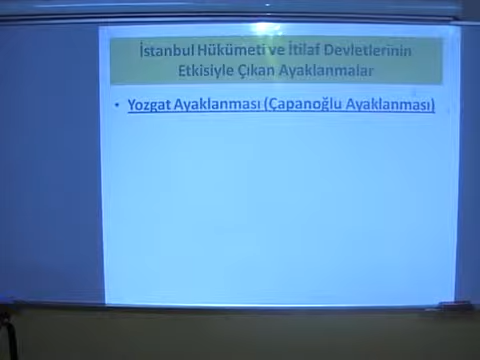 İstanbul Hükümeti ve İtilaf Devletlerinin
Etkisiyle Çıkan Ayaklanmalar
• Yozgat Ayaklanması (Çapanoğlu Ayaklanması)